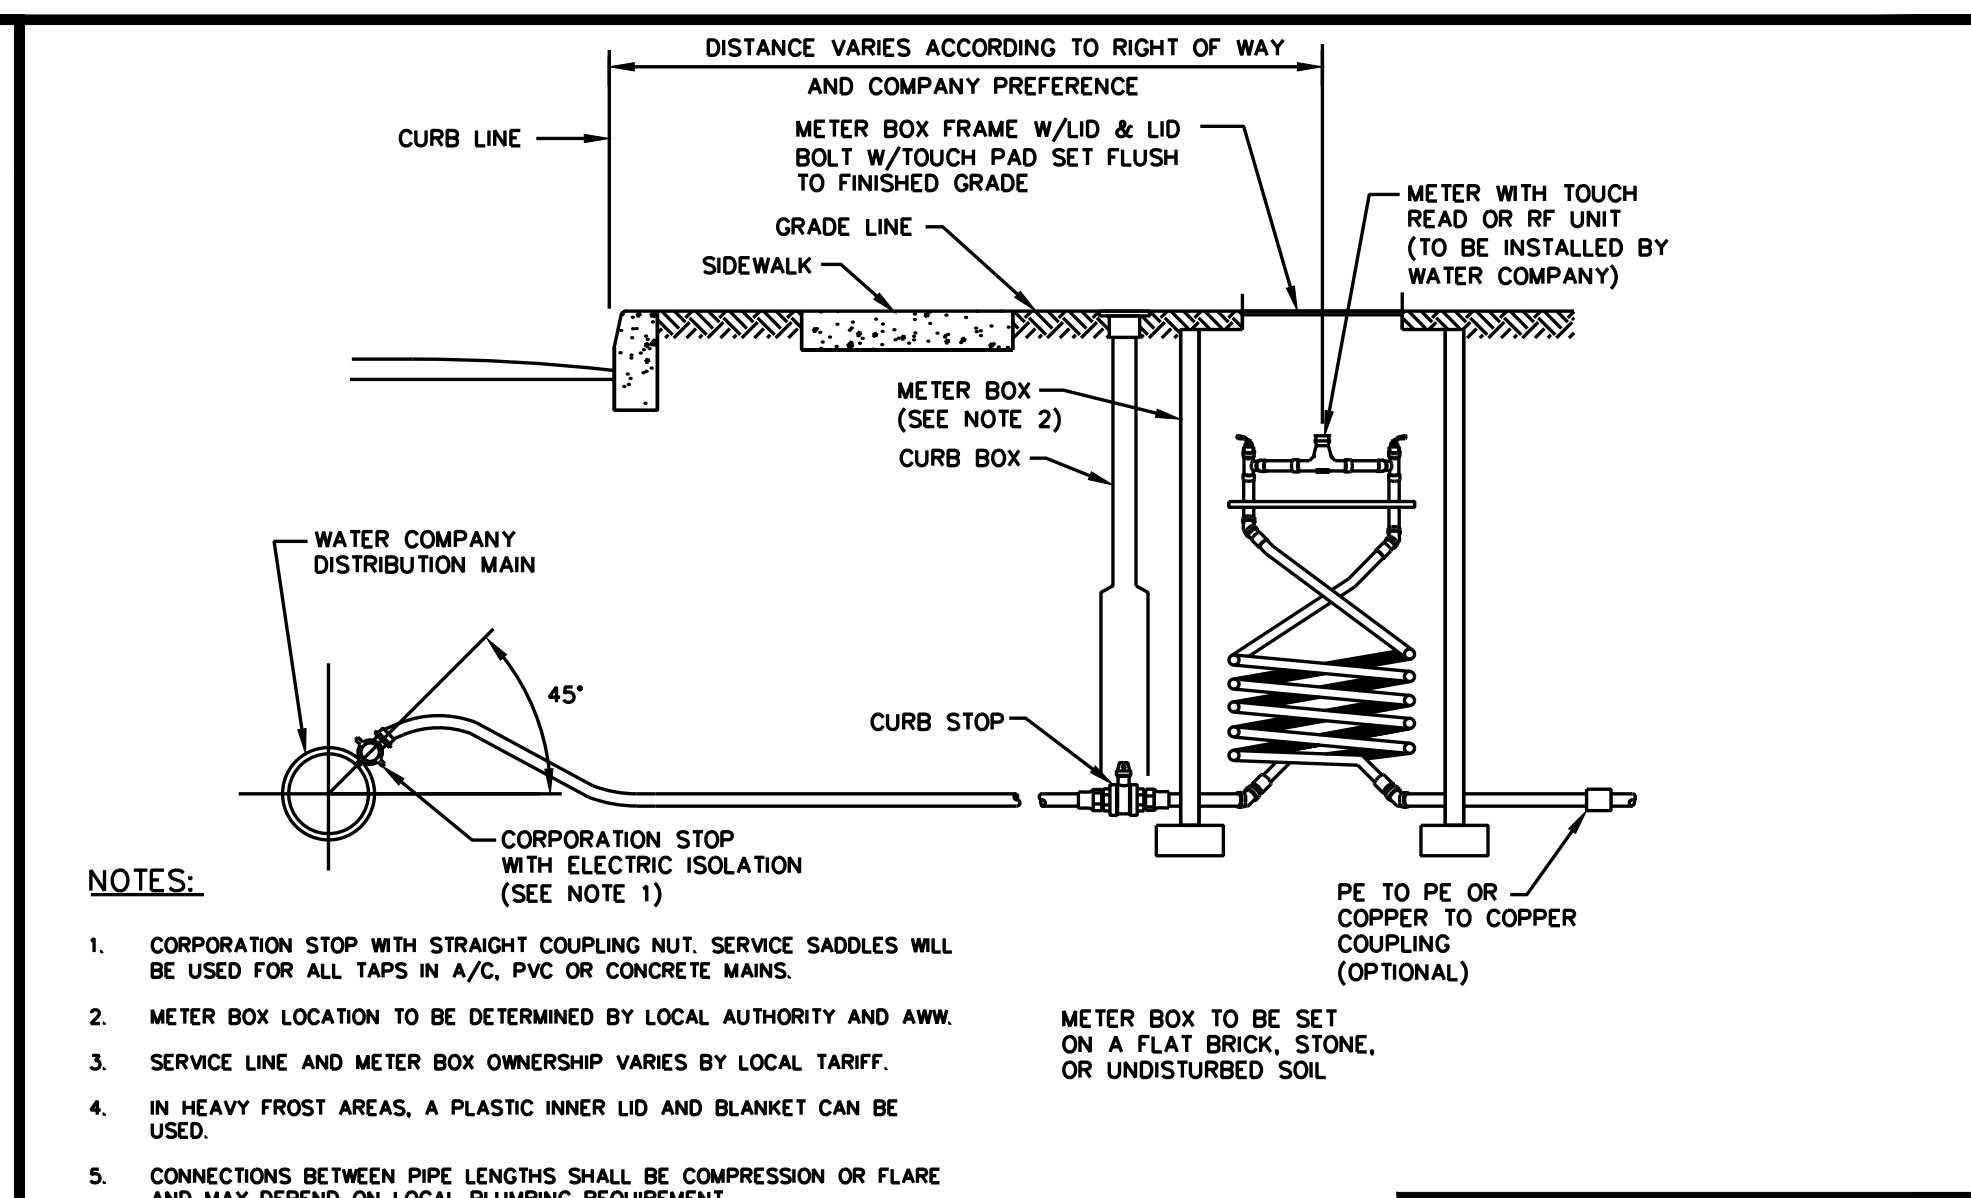 DISTANCE VARIES ACCORDING TO RIGHT OF WAY
AND COMPANY PREFERENCE
CURB LINE
METER BOX FRAME W/LID & LID
BOLT W/TOUCH PAD SET FLUSH
TO FINISHED GRADE
METER WITH TOUCH
READ OR RF UNIT
(TO BE INSTALLED BY
WATER COMPANY)
GRADE LINE
SIDEWALK
METER BOX
(SEE NOTE 2)
CURB BOX
WATER COMPANY
DISTRIBUTION MAIN
45°
CURB STOP
CORPORATION STOP
WITH ELECTRIC ISOLATION
(SEE NOTE 1)
PE TO PE OR
COPPER TO COPPER
COUPLING
(OPTIONAL)
METER BOX TO BE SET
ON A FLAT BRICK, STONE,
OR UNDISTURBED SOIL
NOTES:
1. CORPORATION STOP WITH STRAIGHT COUPLING NUT. SERVICE SADDLES WILL
BE USED FOR ALL TAPS IN A/C, PVC OR CONCRETE MAINS.
2. METER BOX LOCATION TO BE DETERMINED BY LOCAL AUTHORITY AND AWW.
3. SERVICE LINE AND METER BOX OWNERSHIP VARIES BY LOCAL TARIFF.
4. IN HEAVY FROST AREAS, A PLASTIC INNER LID AND BLANKET CAN BE
USED.
5. CONNECTIONS BETWEEN PIPE LENGTHS SHALL BE COMPRESSION OR FLARE
AND MAY DEPEND ON LOCAL PLUMBING REQUIREMENT